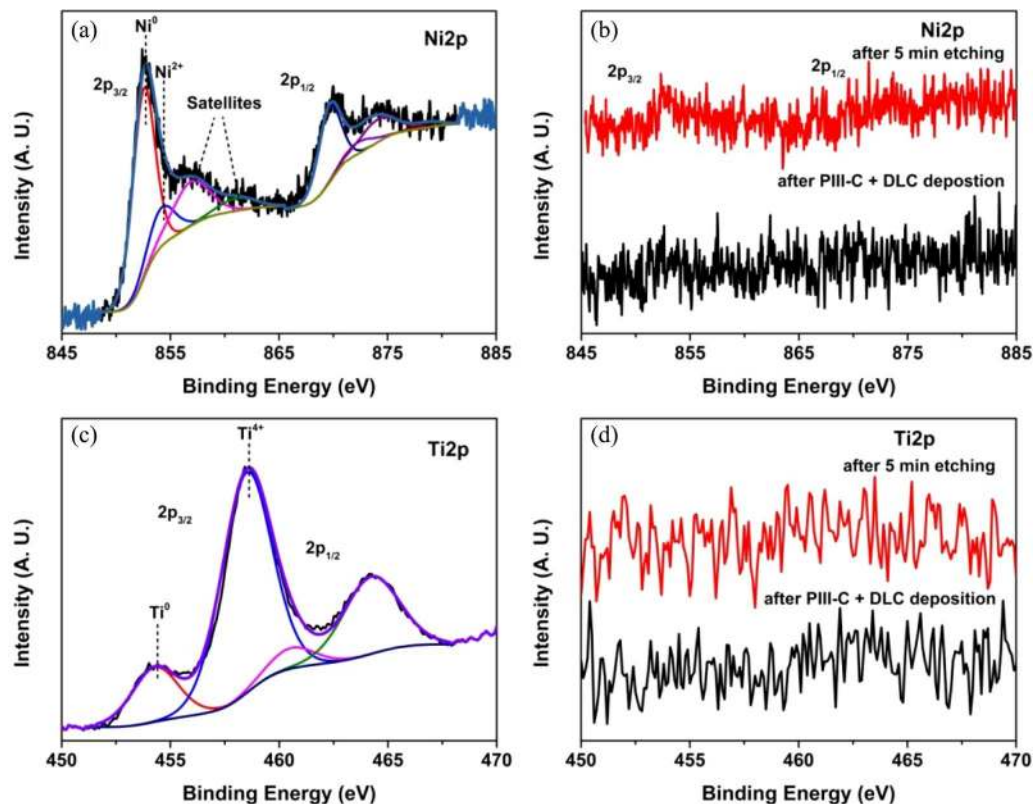 (a)
Ni⁰
Ni2p
Ni²⁺
2p₃/₂
Satellites
2p₁/₂
Intensity (A. U.)
845 855 865 875 885
Binding Energy (eV)
(b)
Ni2p
after 5 min etching
2p₃/₂
2p₁/₂
after PIII-C + DLC depostion
Intensity (A. U.)
845 855 865 875 885
Binding Energy (eV)
(c)
Ti⁴⁺
Ti2p
2p₃/₂
2p₁/₂
Ti⁰
Intensity (A. U.)
450 455 460 465 470
Binding Energy (eV)
(d)
Ti2p
after 5 min etching
after PIII-C + DLC deposition
Intensity (A. U.)
450 455 460 465 470
Binding Energy (eV)